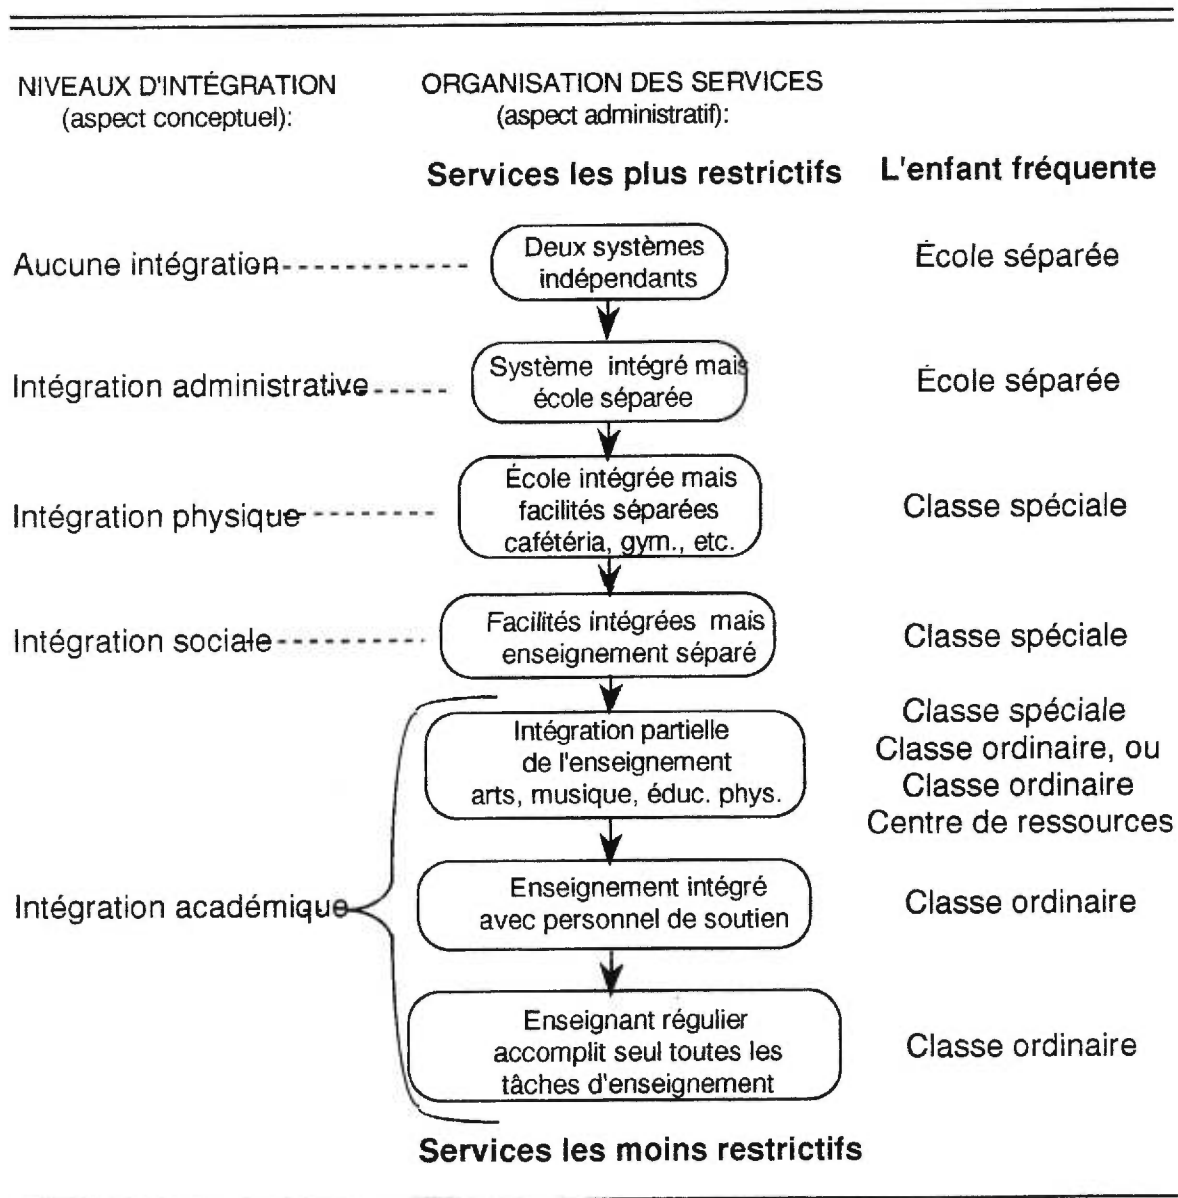 NIVEAUX D'INTÉGRATION
(aspect conceptuel):
ORGANISATION DES SERVICES
(aspect administratif):
Services les plus restrictifs
L'enfant fréquente
Aucune intégration
Deux systèmes
indépendants
École séparée
Intégration administrative
Système intégré mais
école séparée
École séparée
Intégration physique
École intégrée mais
facilités séparées
cafétéria, gym., etc.
Classe spéciale
Intégration sociale
Facilités intégrées mais
enseignement séparé
Classe spéciale
Intégration académique
Intégration partielle
de l'enseignement
arts, musique, éduc. phys.
Classe spéciale
Classe ordinaire, ou
Classe ordinaire
Centre de ressources
Enseignement intégré
avec personnel de soutien
Classe ordinaire
Enseignant régulier
accomplit seul toutes les
tâches d'enseignement
Classe ordinaire
Services les moins restrictifs